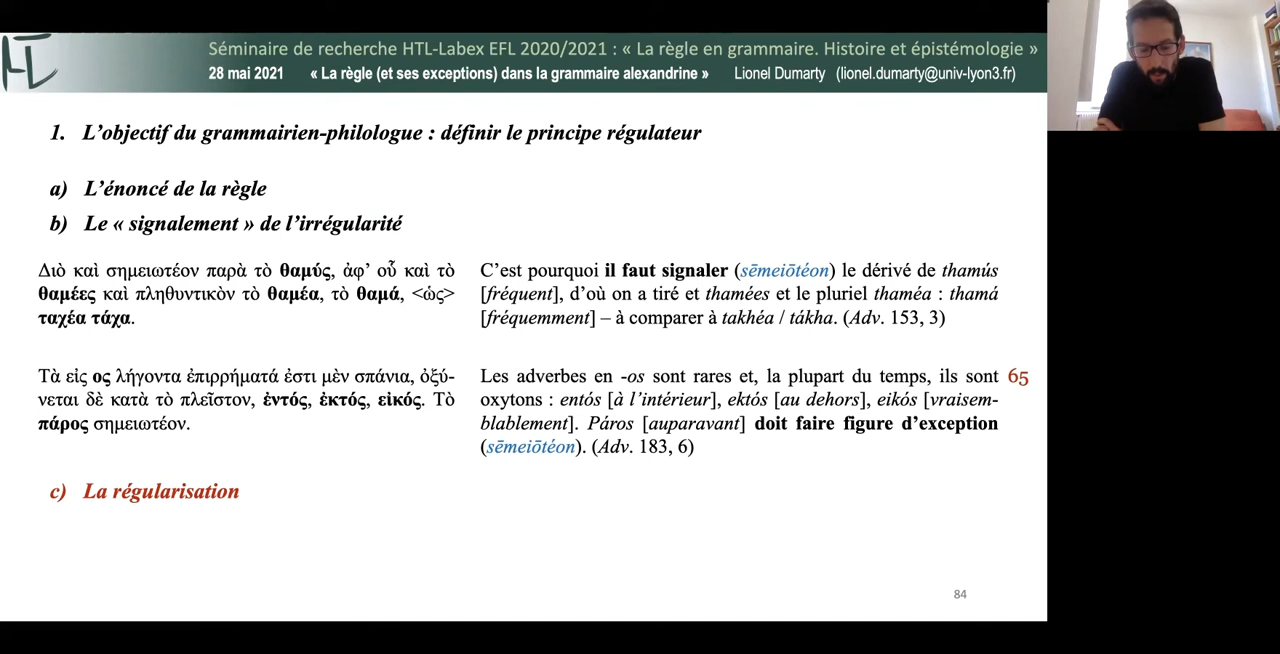 HTL
Séminaire de recherche HTL-Labex EFL 2020/2021 : « La règle en grammaire. Histoire et épistémologie »
28 mai 2021 « La règle (et ses exceptions) dans la grammaire alexandrine » Lionel Dumarty (lionel.dumarty@univ-lyon3.fr)
1. L’objectif du grammairien-philologue : définir le principe régulateur
a) L’énoncé de la règle
b) Le « signalement » de l’irrégularité
Διὸ καὶ σημειωτέον παρὰ τὸ θαμύς, ἀφ’ οὗ καὶ τὸ
θαμέες καὶ πληθυντικὸν τὸ θαμέα, τὸ θαμά, <ὡς>
ταχέα τάχα.
C’est pourquoi il faut signaler (sēmeiōtéon) le dérivé de thamús
[fréquent], d’où on a tiré et thamées et le pluriel thaméa : thamá
[fréquemment] – à comparer à takhéa / tákha. (Adv. 153, 3)
Τὰ εἰς ος λήγοντα ἐπιρρήματά ἐστι μὲν σπάνια, ὀξύ-
νεται δὲ κατὰ τὸ πλεῖστον, ἐντός, ἐκτός, εἰκός. Τὸ
πάρος σημειωτέον.
Les adverbes en -os sont rares et, la plupart du temps, ils sont 65
oxytons : entós [à l’intérieur], ektós [au dehors], eikós [vraisem-
blablement]. Páros [auparavant] doit faire figure d’exception
(sēmeiōtéon). (Adv. 183, 6)
c) La régularisation
84